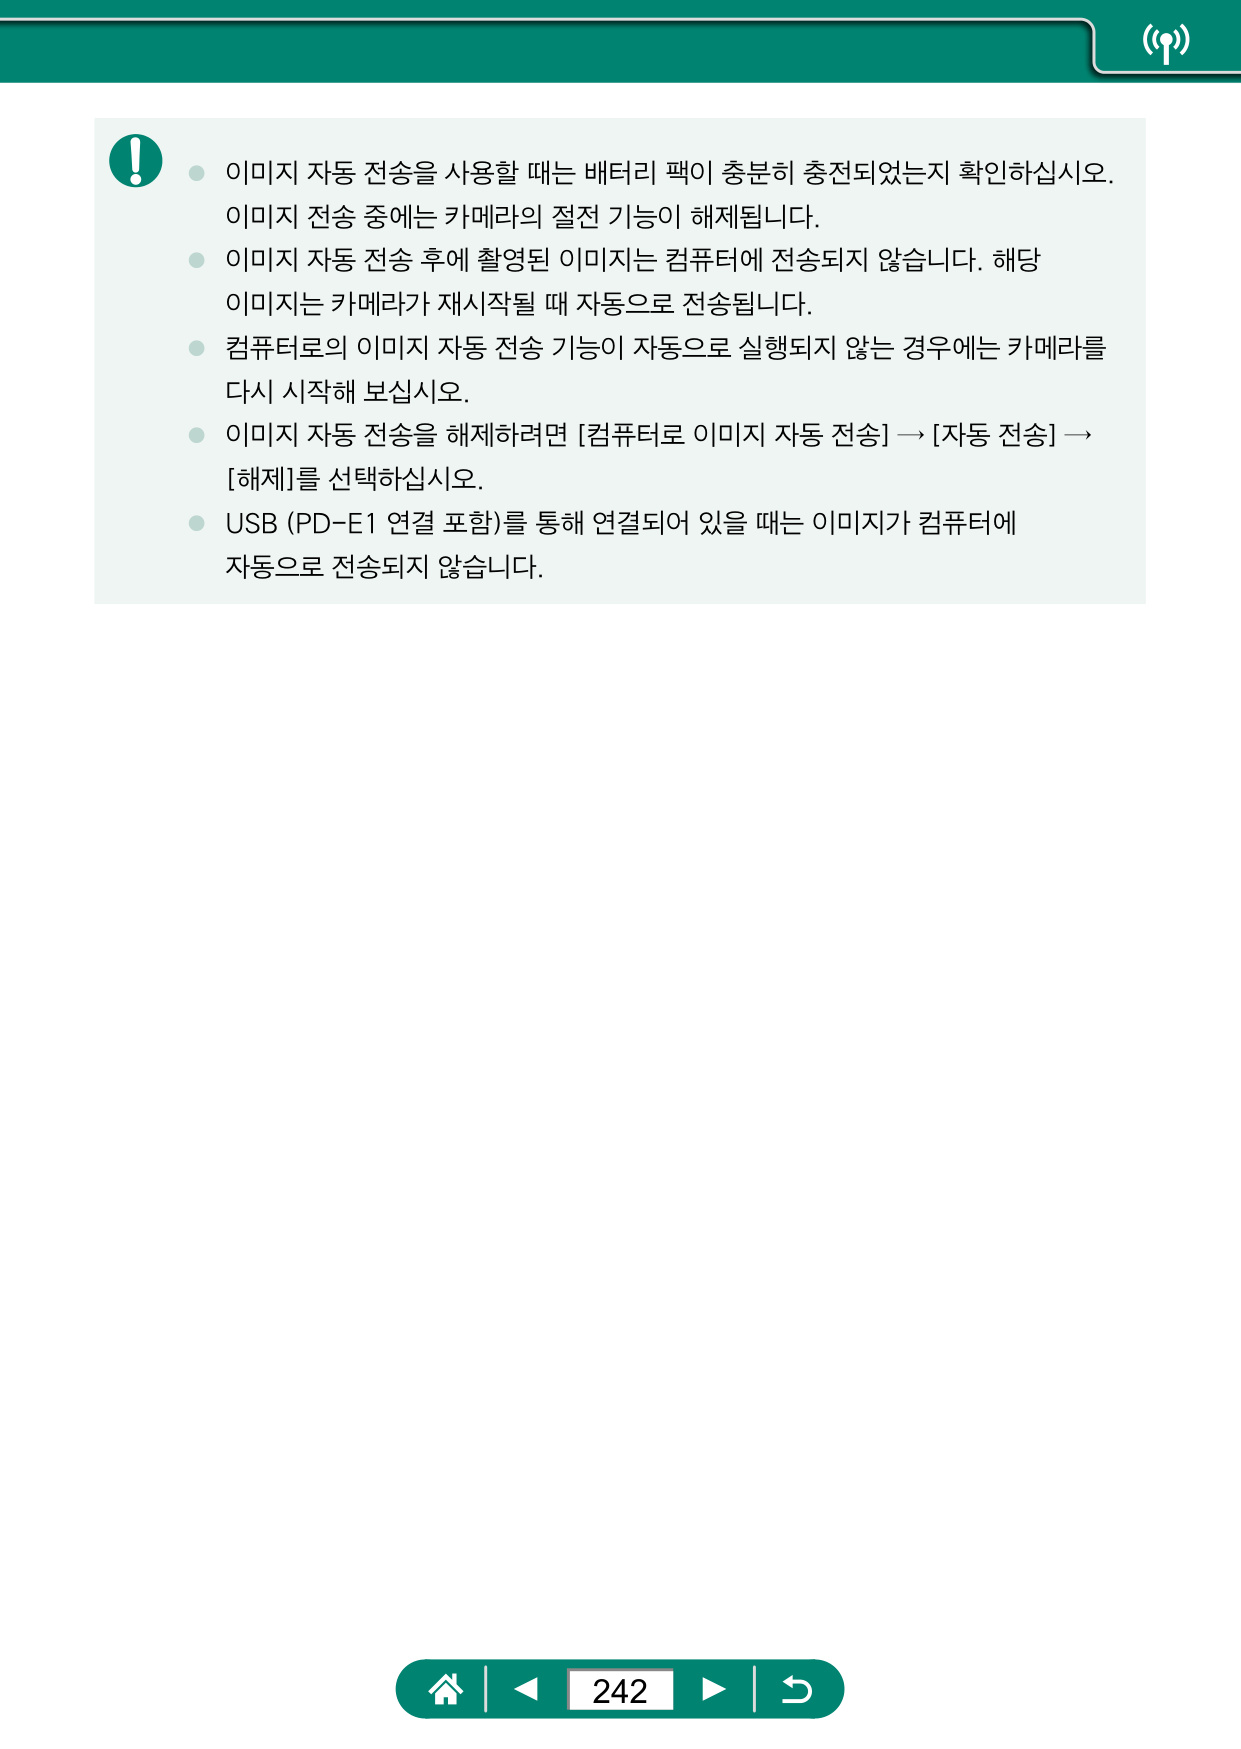 이미지 자동 전송을 사용할 때는 배터리 팩이 충분히 충전되었는지 확인하십시오.
이미지 전송 중에는 카메라의 절전 기능이 해제됩니다.
이미지 자동 전송 후에 촬영된 이미지는 컴퓨터에 전송되지 않습니다. 해당
이미지는 카메라가 재시작될 때 자동으로 전송됩니다.
컴퓨터로의 이미지 자동 전송 기능이 자동으로 실행되지 않는 경우에는 카메라를
다시 시작해 보십시오.
이미지 자동 전송을 해제하려면 [컴퓨터로 이미지 자동 전송] → [자동 전송] →
[해제]를 선택하십시오.
USB (PD-E1 연결 포함)를 통해 연결되어 있을 때는 이미지가 컴퓨터에
자동으로 전송되지 않습니다.
242